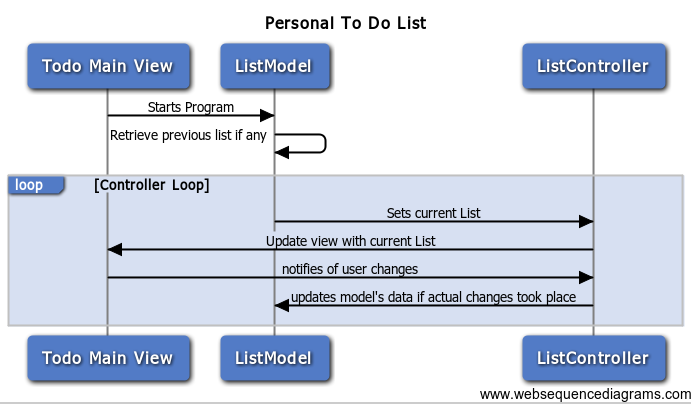 Personal To Do List
Todo Main View ListModel ListController
Starts Program
Retrieve previous list if any
loop [Controller Loop]
Sets current List
Update view with current List
notifies of user changes
updates model's data if actual changes took place
Todo Main View ListModel ListController
www.websequencediagrams.com